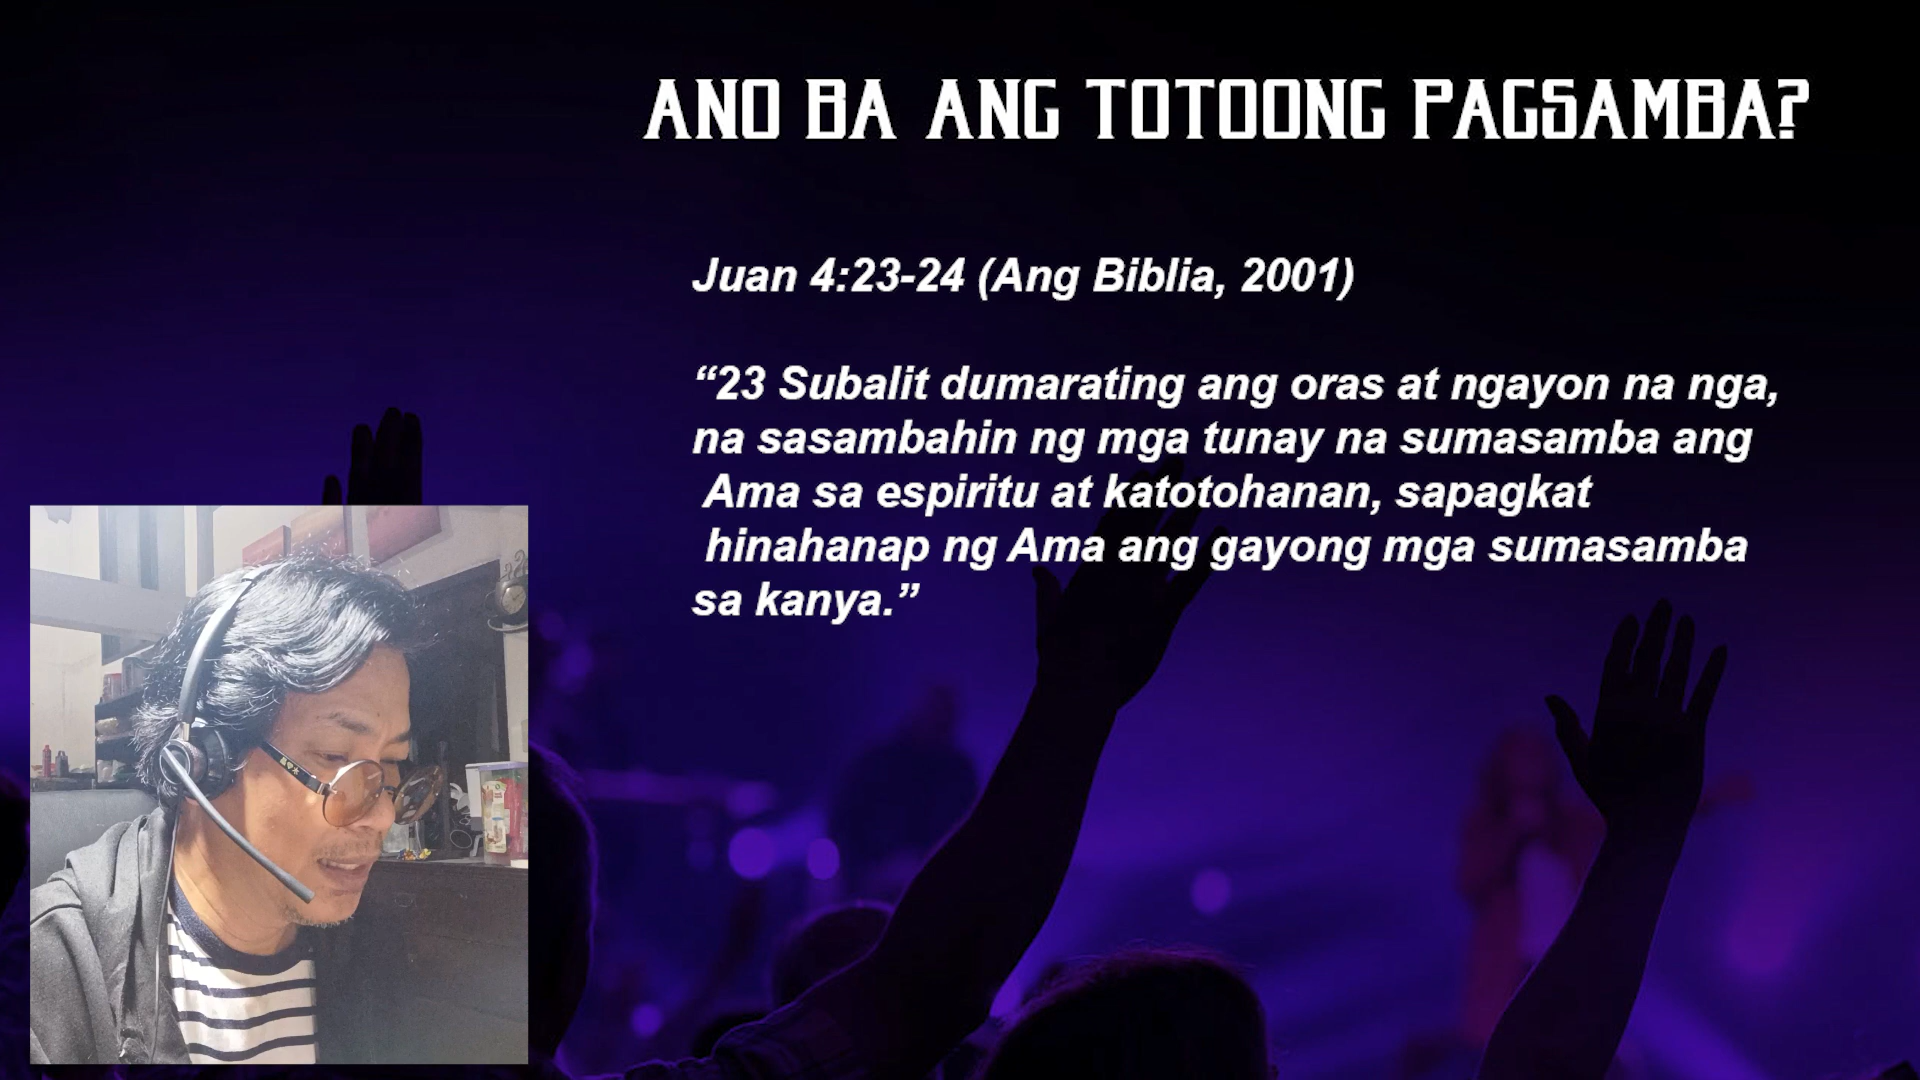 ANO BA ANG TOTOONG PAGSAMBA?
Juan 4:23-24 (Ang Biblia, 2001)
“23 Subalit dumarating ang oras at ngayon na nga,
na sasambahin ng mga tunay na sumasamba ang
Ama sa espiritu at katotohanan, sapagkat
hinahanap ng Ama ang gayong mga sumasamba
sa kanya.”